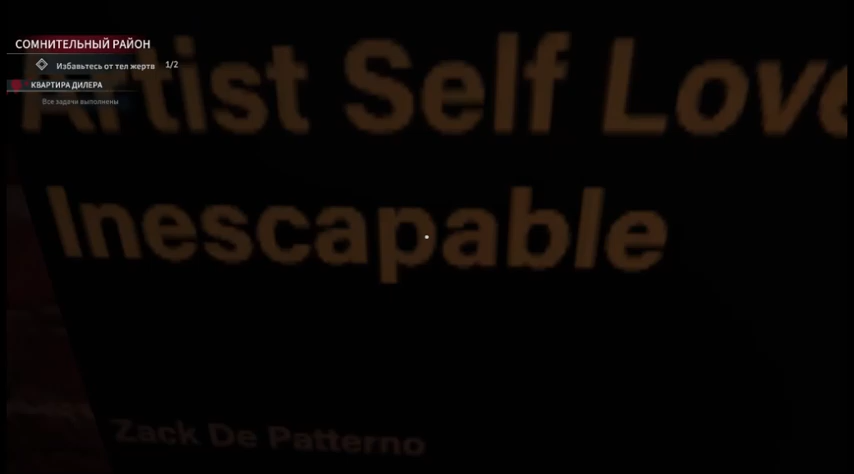 СОМНИТЕЛЬНЫЙ РАЙОН
Избавьтесь от тел жертв 1/2
КВАРТИРА ДИЛЕРА
Все задачи выполнены
Artist Self Love
Inescapable
Zack De Patterno